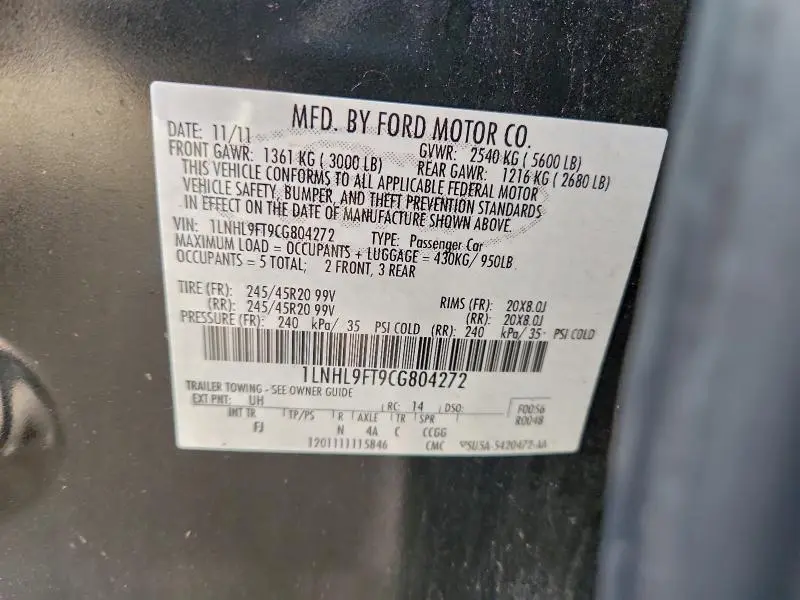 MFD. BY FORD MOTOR CO.
DATE: 11/11 GVWR: 2540 KG ( 5600 LB)
FRONT GAWR: 1361 KG ( 3000 LB) REAR GAWR: 1216 KG ( 2680 LB)
THIS VEHICLE CONFORMS TO ALL APPLICABLE FEDERAL MOTOR
VEHICLE SAFETY, BUMPER, AND THEFT PREVENTION STANDARDS
IN EFFECT ON THE DATE OF MANUFACTURE SHOWN ABOVE.
VIN: 1LNHL9FT9CG804272 TYPE: Passenger Car
MAXIMUM LOAD = OCCUPANTS + LUGGAGE = 430KG/ 950LB
OCCUPANTS = 5 TOTAL; 2 FRONT, 3 REAR
TIRE (FR): 245/45R20 99V RIMS (FR): 20X8.0J
(RR): 245/45R20 99V (RR): 20X8.0J
PRESSURE (FR): 240 kPa/ 35 PSI COLD (RR): 240 kPa/ 35 PSI COLD
1LNHL9FT9CG804272
TRAILER TOWING - SEE OWNER GUIDE
EXT PNT: UH RC: 14 DSO: F0056
INT TR TP/PS R AXLE TR SPR R0048
FJ N 4A C CCGG
1201111115846 CMC